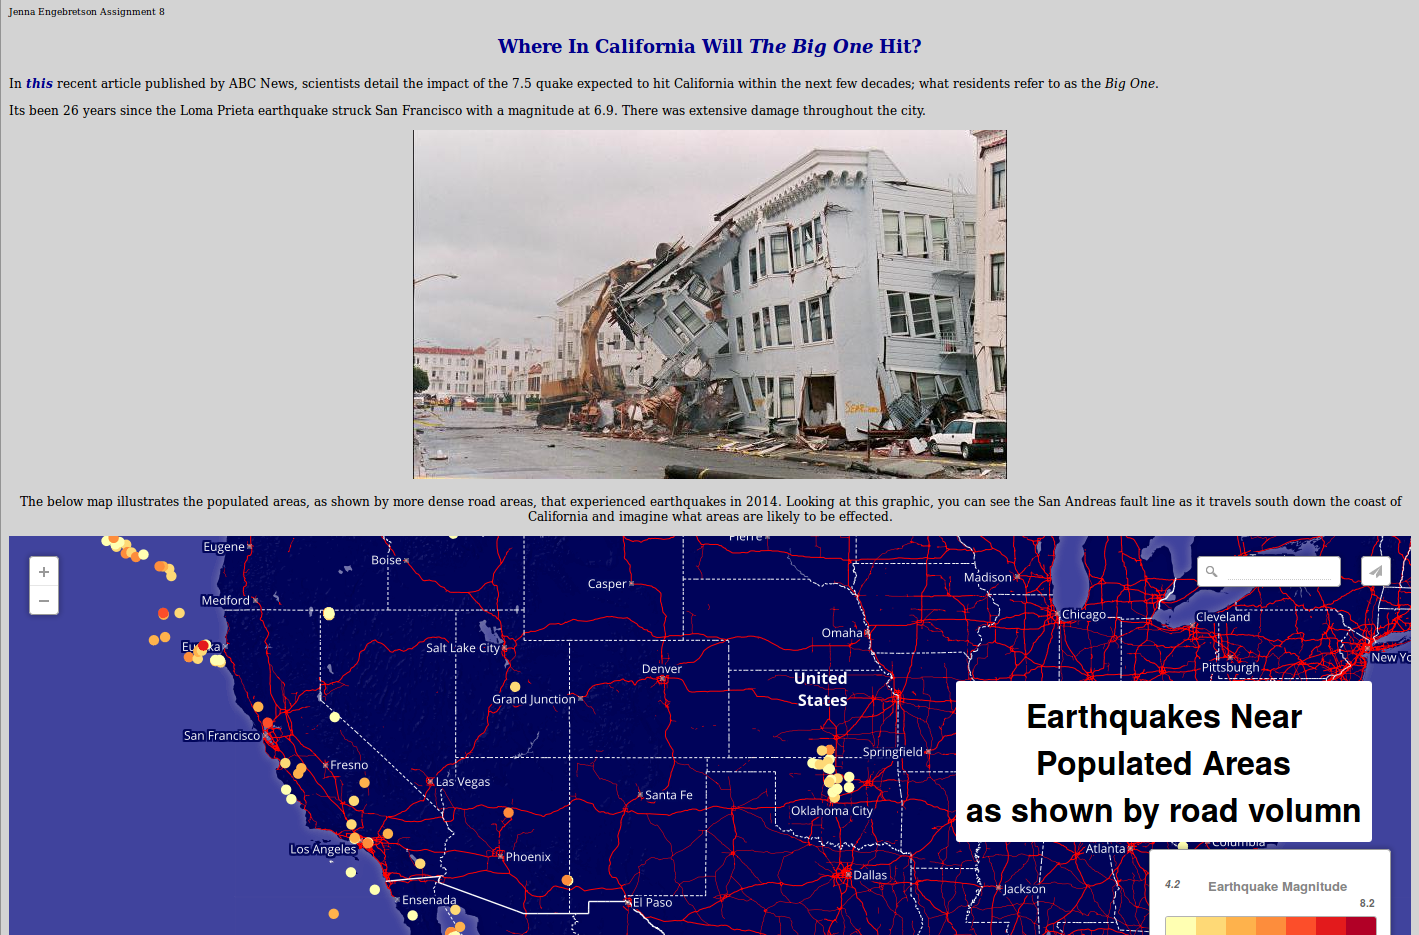 Jenna Engebretson Assignment 8
Where In California Will The Big One Hit?
In this recent article published by ABC News, scientists detail the impact of the 7.5 quake expected to hit California within the next few decades; what residents refer to as the Big One.
Its been 26 years since the Loma Prieta earthquake struck San Francisco with a magnitude at 6.9. There was extensive damage throughout the city.
The below map illustrates the populated areas, as shown by more dense road areas, that experienced earthquakes in 2014. Looking at this graphic, you can see the San Andreas fault line as it travels south down the coast of
California and imagine what areas are likely to be effected.
Eugene
Boise
Pierre
Casper
Madison
Medford
Chicago
Cleveland
Omaha
Eureka
Salt Lake City
Denver
Pittsburgh
New Yo
Grand Junction
United
States
San Francisco
Springfield
Fresno
Las Vegas
Santa Fe
Oklahoma City
Los Angeles
Phoenix
Atlanta
Columbia
Dallas
Jackson
Ensenada
El Paso
Earthquakes Near
Populated Areas
as shown by road volumn
4.2
Earthquake Magnitude
8.2